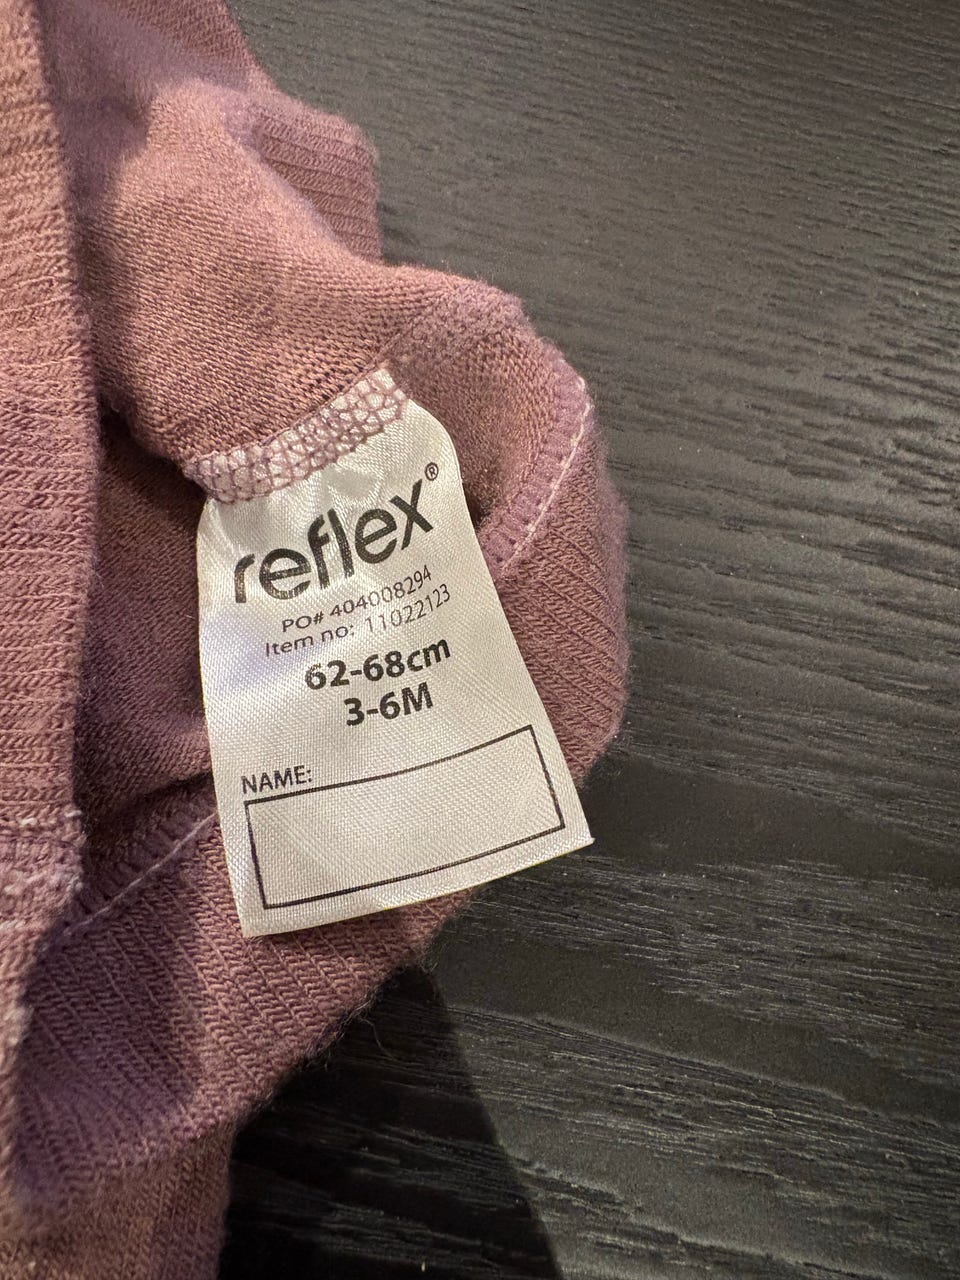 reflex®
PO# 404008294
Item no: 11022123
62-68cm
3-6M
NAME: